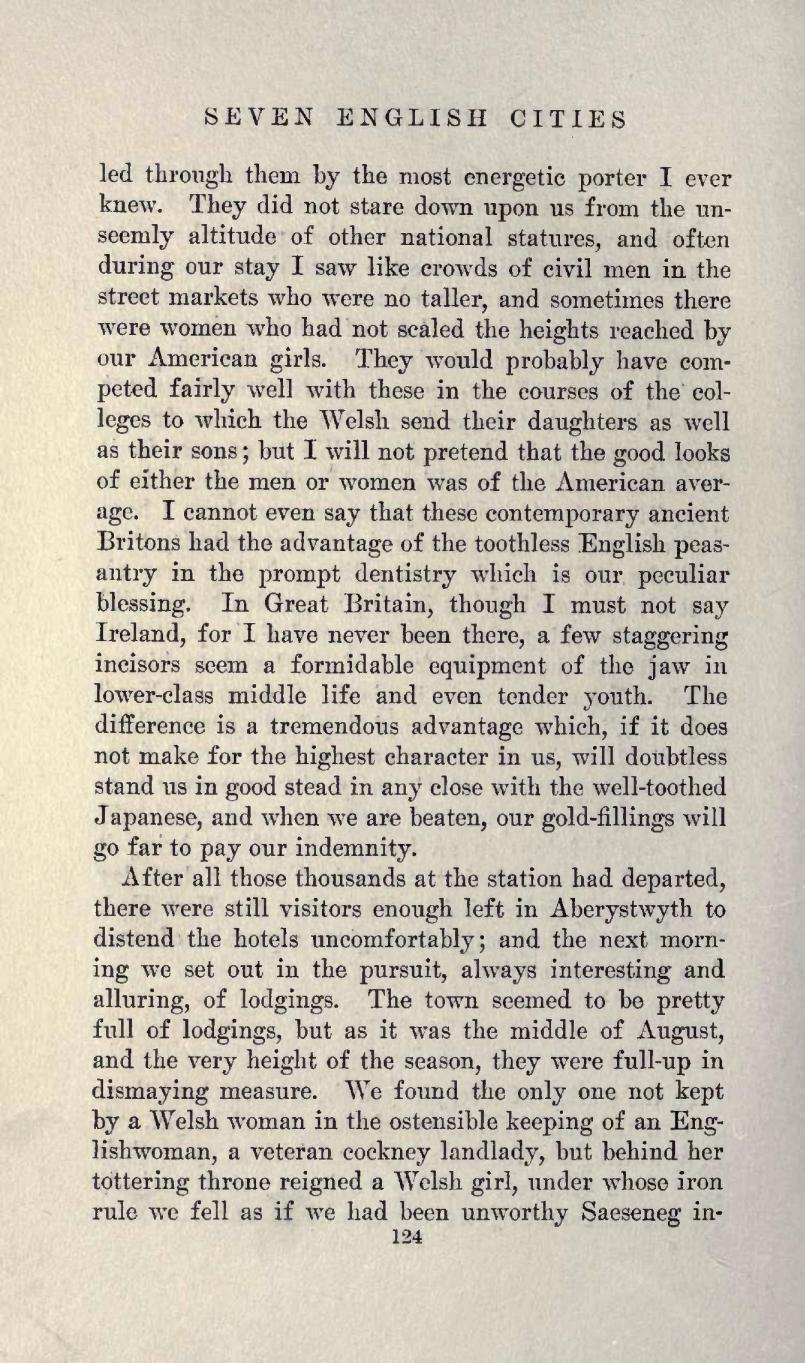 SEVEN ENGLISH CITIES
led through them by the most energetic porter I ever
knew. They did not stare down upon us from the un-
seemly altitude of other national statures, and often
during our stay I saw like crowds of civil men in the
street markets who were no taller, and sometimes there
were women who had not scaled the heights reached by
our American girls. They would probably have com-
peted fairly well with these in the courses of the col-
leges to which the Welsh send their daughters as well
as their sons; but I will not pretend that the good looks
of either the men or women was of the American aver-
age. I cannot even say that these contemporary ancient
Britons had the advantage of the toothless English peas-
antry in the prompt dentistry which is our peculiar
blessing. In Great Britain, though I must not say
Ireland, for I have never been there, a few staggering
incisors seem a formidable equipment of the jaw in
lower-class middle life and even tender youth. The
difference is a tremendous advantage which, if it does
not make for the highest character in us, will doubtless
stand us in good stead in any close with the well-toothed
Japanese, and when we are beaten, our gold-fillings will
go far to pay our indemnity.
After all those thousands at the station had departed,
there were still visitors enough left in Aberystwyth to
distend the hotels uncomfortably; and the next morn-
ing we set out in the pursuit, always interesting and
alluring, of lodgings. The town seemed to be pretty
full of lodgings, but as it was the middle of August,
and the very height of the season, they were full-up in
dismaying measure. We found the only one not kept
by a Welsh woman in the ostensible keeping of an Eng-
lishwoman, a veteran cockney landlady, but behind her
tottering throne reigned a Welsh girl, under whose iron
rule we fell as if we had been unworthy Saeseneg in-
124